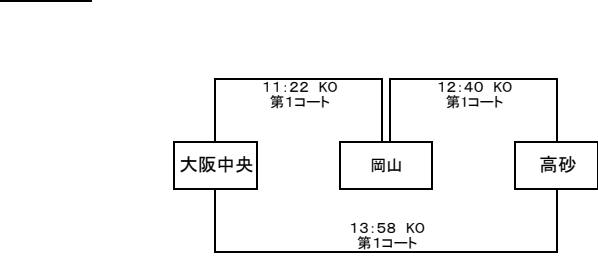 11:22 KO
第1コート
12:40 KO
第1コート
大阪中央
岡山
高砂
13:58 KO
第1コート